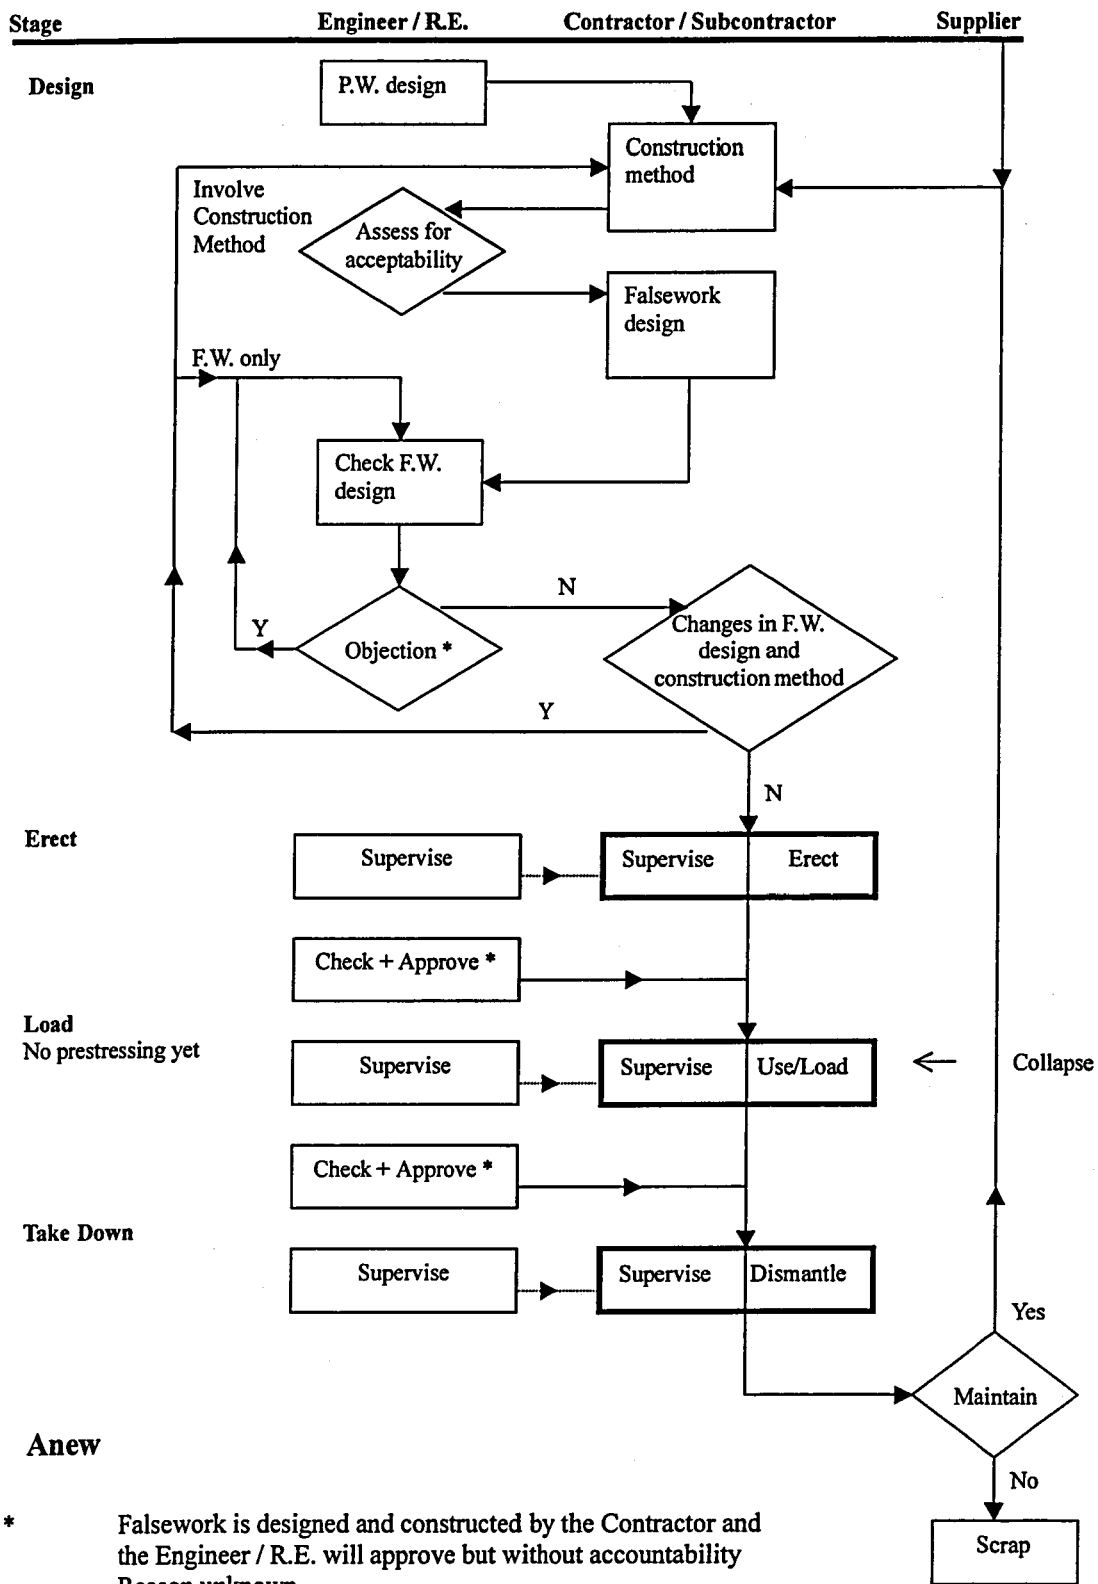 Stage Engineer / R.E. Contractor / Subcontractor Supplier
Design
P.W. design
Construction
method
Involve
Construction
Method
Assess for
acceptability
Falsework
design
F.W. only
Check F.W.
design
N
Y
Objection *
Changes in F.W.
design and
construction method
Y
N
Erect
Supervise
Supervise
Erect
Check + Approve *
Load
No prestressing yet
Supervise
Supervise
Use/Load
Collapse
Check + Approve *
Take Down
Supervise
Supervise
Dismantle
Yes
Maintain
Anew
No
* Falsework is designed and constructed by the Contractor and
the Engineer / R.E. will approve but without accountability
Reason unknown
Scrap